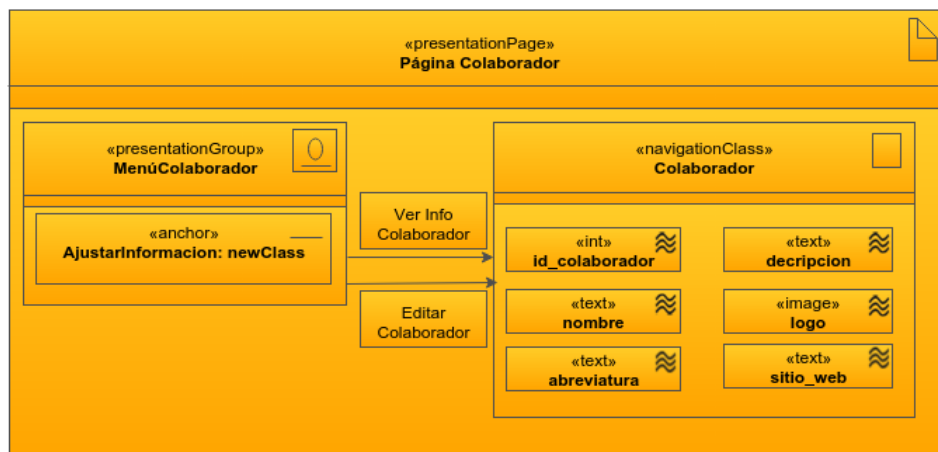 «presentationPage»
Página Colaborador
«presentationGroup»
MenúColaborador
«anchor»
AjustarInformacion: newClass
Ver Info
Colaborador
Editar
Colaborador
«navigationClass»
Colaborador
«int»
id_colaborador
«text»
decripcion
«text»
nombre
«image»
logo
«text»
abreviatura
«text»
sitio_web